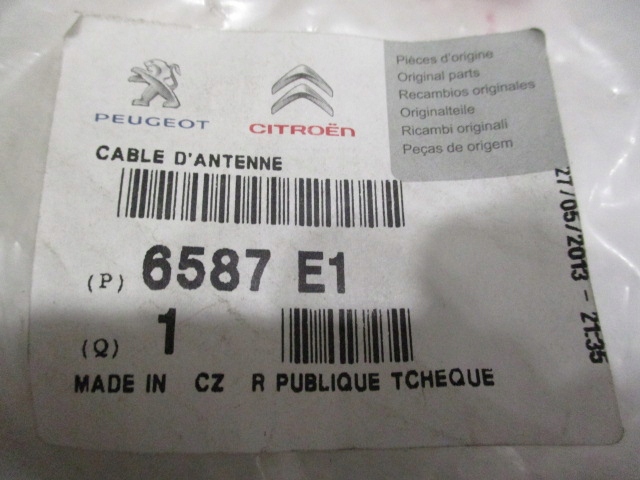 PEUGEOT
CITROËN
Pièces d'origine
Original parts
Recambios originales
Originalteile
Ricambi originali
Peças de origem
CABLE D'ANTENNE
(P) 6587 E1
(Q) 1
MADE IN CZ R PUBLIQUE TCHEQUE
27/05/2013 - 21:35